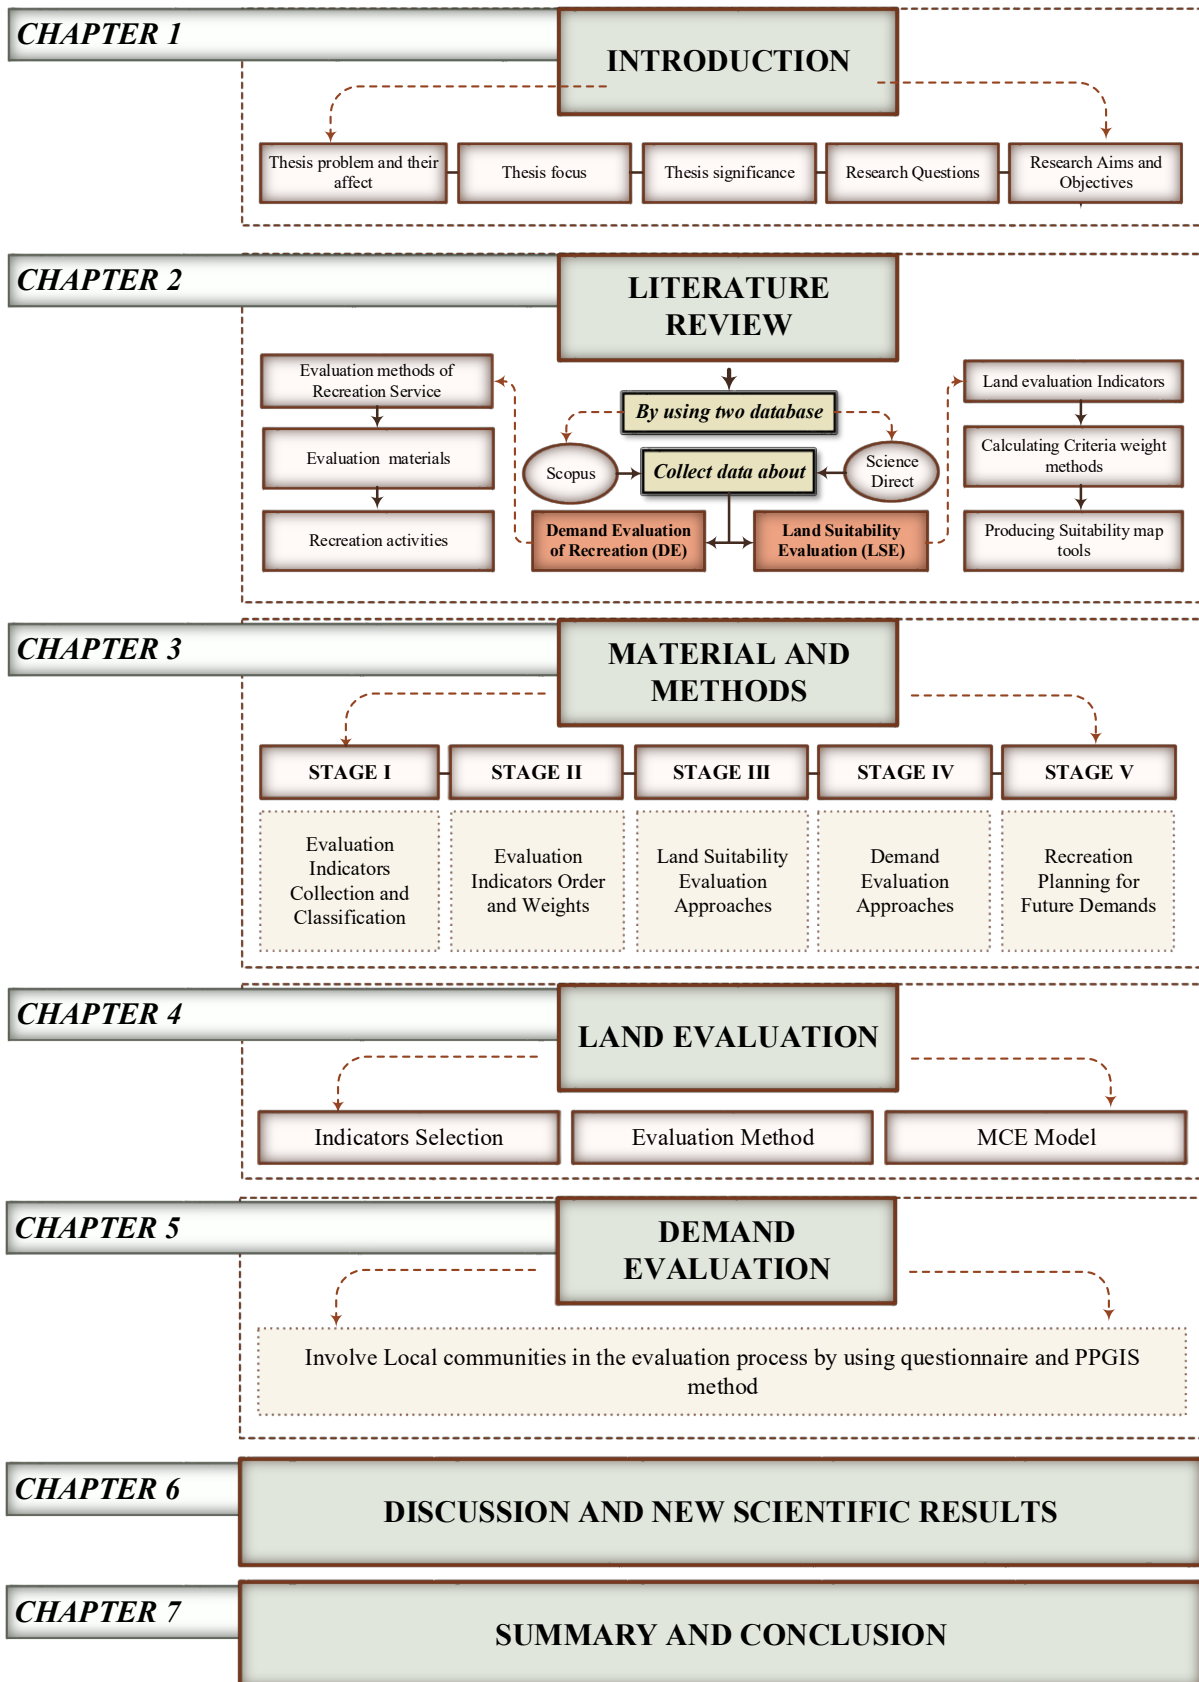 CHAPTER 1
INTRODUCTION
Thesis problem and their
affect
Thesis focus
Thesis significance
Research Questions
Research Aims and
Objectives
CHAPTER 2
LITERATURE
REVIEW
Evaluation methods of
Recreation Service
Evaluation materials
Recreation activities
By using two database
Scopus
Collect data about
Science
Direct
Demand Evaluation
of Recreation (DE)
Land Suitability
Evaluation (LSE)
Land evaluation Indicators
Calculating Criteria weight
methods
Producing Suitability map
tools
CHAPTER 3
MATERIAL AND
METHODS
STAGE I
STAGE II
STAGE III
STAGE IV
STAGE V
Evaluation
Indicators
Collection and
Classification
Evaluation
Indicators Order
and Weights
Land Suitability
Evaluation
Approaches
Demand
Evaluation
Approaches
Recreation
Planning for
Future Demands
CHAPTER 4
LAND EVALUATION
Indicators Selection
Evaluation Method
MCE Model
CHAPTER 5
DEMAND
EVALUATION
Involve Local communities in the evaluation process by using questionnaire and PPGIS
method
CHAPTER 6
DISCUSSION AND NEW SCIENTIFIC RESULTS
CHAPTER 7
SUMMARY AND CONCLUSION